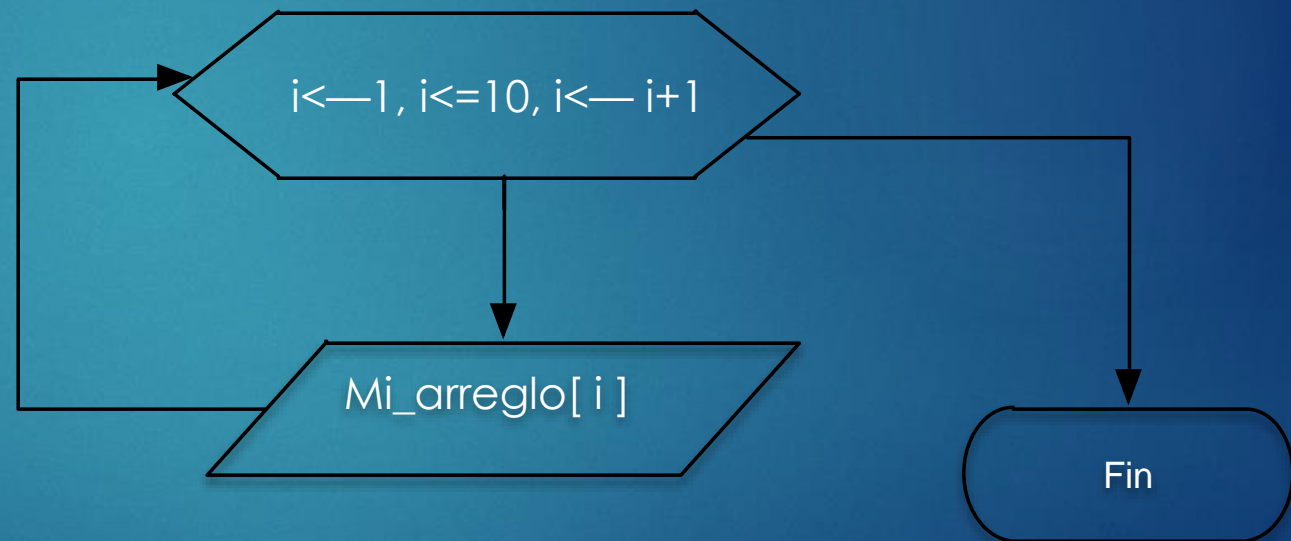 i<—1, i<=10, i<— i+1
Mi_arreglo[ i ]
Fin